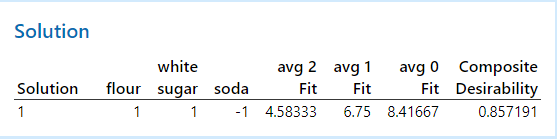 Solution
white avg 2 avg 1 avg 0 Composite
Solution flour sugar soda Fit Fit Fit Desirability
1 1 1 -1 4.58333 6.75 8.41667 0.857191